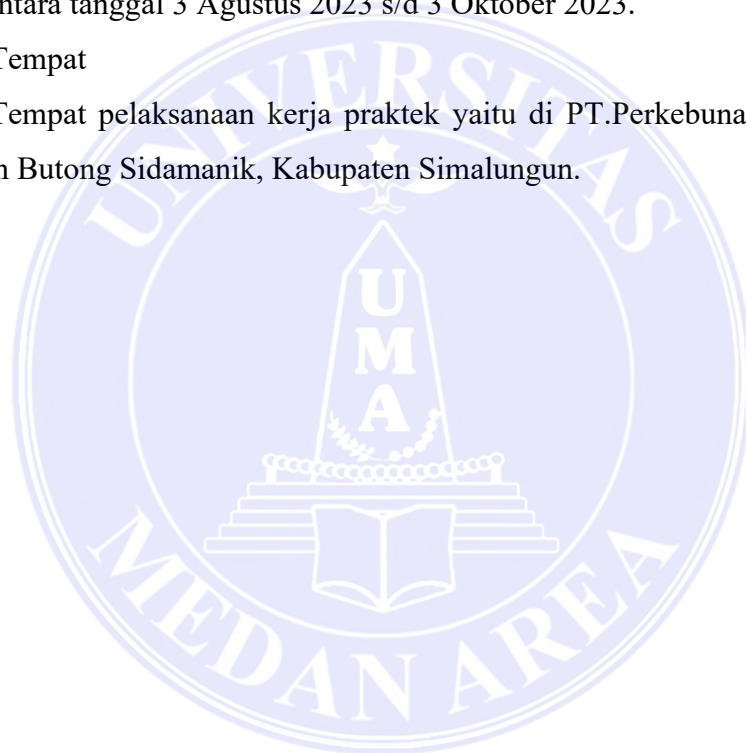 ntara tanggal 3 Agustus 2023 s/d 3 Oktober 2023.
Tempat
Tempat pelaksanaan kerja praktek yaitu di PT.Perkebuna
n Butong Sidamanik, Kabupaten Simalungun.
UNIVERSITAS
U
M
A
MEDAN AREA